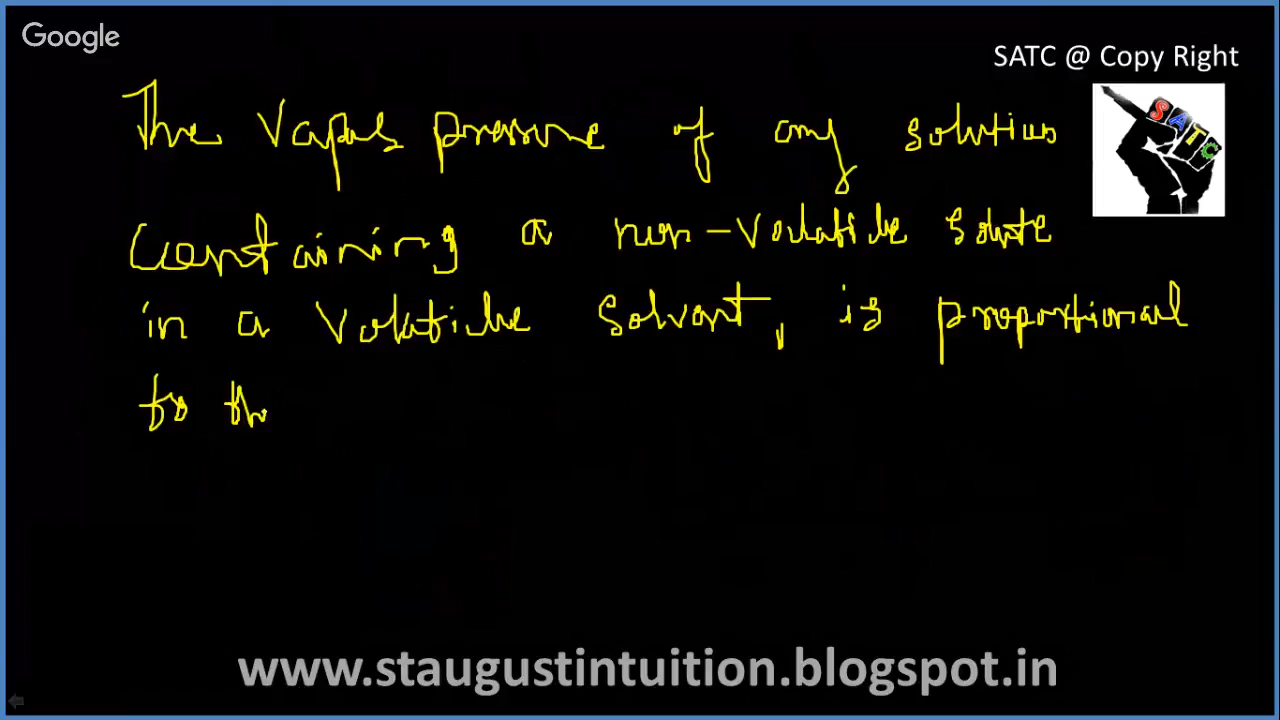 Google
SATC @ Copy Right
SATC
The Vapour pressure of any solution
Containing a non-volatile solute
in a volatile solvent, is proportional
to the
www.staugustintuition.blogspot.in